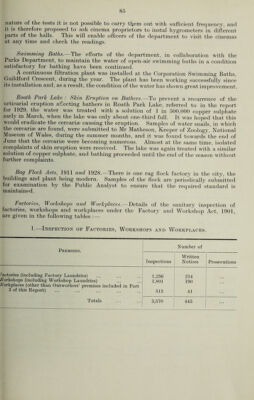 85
nature of the tests it is not possible to carry them out with sufficient frequency, and
it is therefore proposed to ask cinema proprietors to instal hygrometers in different
parts of the halls. This will enable officers of the department to visit the cinemas
at any time and check the readings.
Swimming Baths.—The efforts of the department, in collaboration with the
Parks Department, to maintain the water of open-air swimming baths in a condition
satisfactory for bathing have been continued.
A continuous filtration plant was installed at the Corporation Swimming Baths,
Guildford Crescent, during the year. The plant has been working successfully since
its installation and, as a result, the condition of the water has shown great improvement.
Roath Park Lake : Skin Eruption on Bathers.—To prevent a recurrence of the
urticarial eruption affecting bathers in Roath Park Lake, referred to in the report
for 1929, the water was treated with a solution of 1 in 500,000 copper sulphate
early in March, when the lake was only about one-third full. It was hoped that this
would eradicate the cercariae causing the eruption. Samples of water snails, in which
the cercariae are found, were submitted to Mr Matheson, Keeper of Zoology, National
Museum of Wales, during the summer months, and it was found towards the end of
June that the cercariae were becoming numerous. Almost at the same time, isolated
complaints of skin eruption were received. The lake was again treated with a similar
solution of copper sulphate, and bathing proceeded until the end of the season without
further complaints.
Rag Flock Acts, 1911 and 1928.—There is one rag flock factory in the city, the
buildings and plant being modern. Samples of the flock are periodically submitted
for examination by the Public Analyst to ensure that the required standard is
maintained.
Factories, Workshops and Workplaces.—Details of the sanitary inspection of
factories, workshops and workplaces under the Factory and Workshop Act, 1901,
are given in the following tables :—
1.—Inspection of Factories, Workshops and Workplaces.
Premises.
Number of
Inspections
Written Notices
Prosecutions
Factories (including Factory Laundries) ... 1,256 214 ...
Workshops (including Workshop Laundries) 1,801 190 ...
Workplaces (other than Outworkers' premises included in Part
3 of this Report) ... 513 41 ...
Totals ... 3,570 445 ...